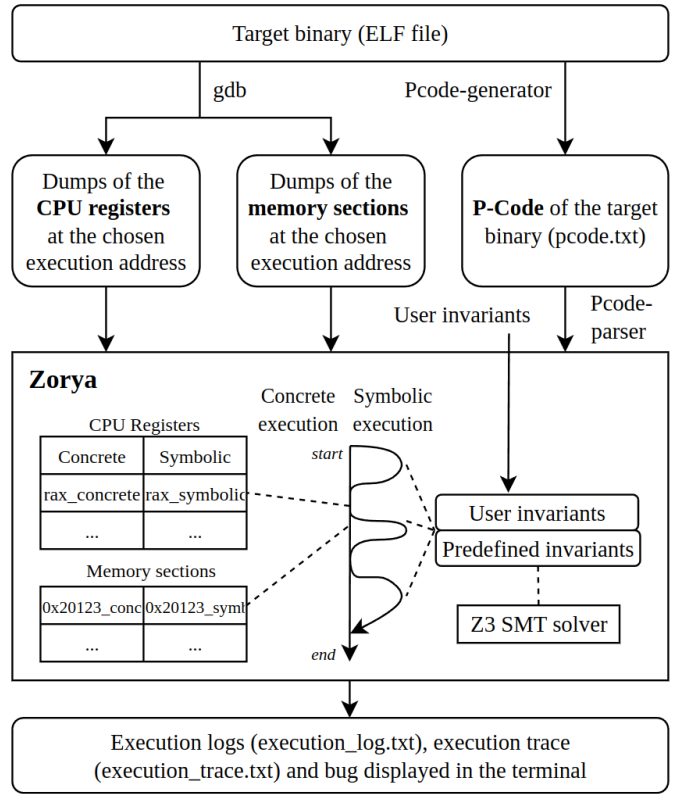 Target binary (ELF file)
gdb
Pcode-generator
Dumps of the
CPU registers
at the chosen
execution address
Dumps of the
memory sections
at the chosen
execution address
P-Code of the target
binary (pcode.txt)
User invariants
Pcode-
parser
Zorya
Concrete
execution
Symbolic
execution
CPU Registers
Concrete
Symbolic
rax_concrete
rax_symbolic
...
...
Memory sections
0x20123_conc
0x20123_symb
...
...
start
end
User invariants
Predefined invariants
Z3 SMT solver
Execution logs (execution_log.txt), execution trace
(execution_trace.txt) and bug displayed in the terminal